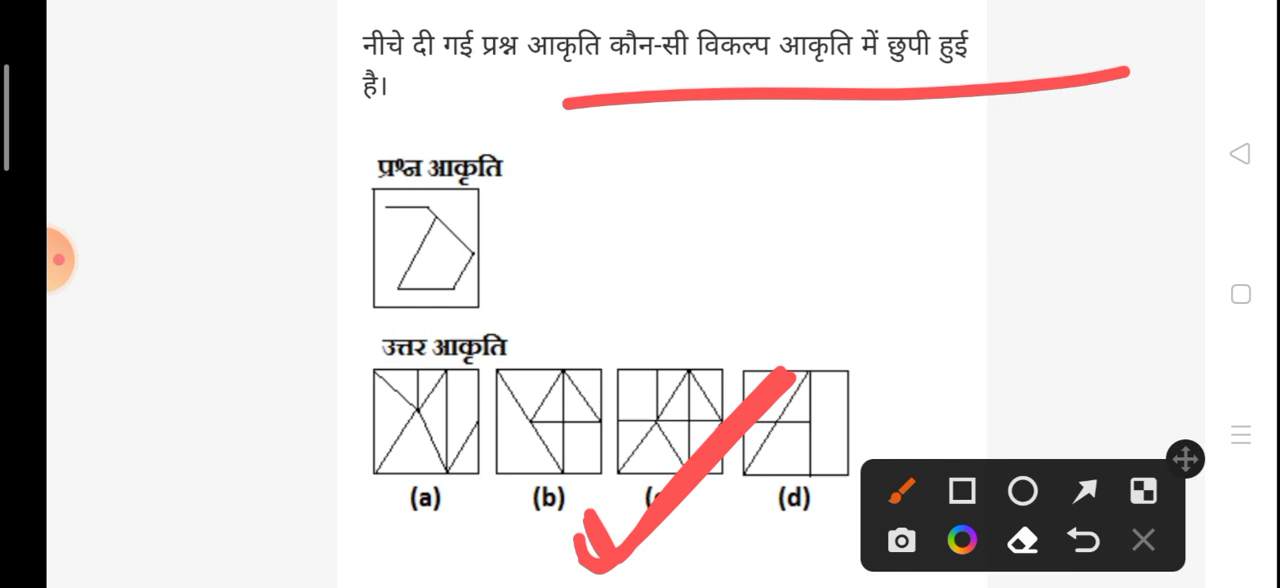 नीचे दी गई प्रश्न आकृति कौन-सी विकल्प आकृति में छुपी हुई
है।
प्रश्न आकृति
उत्तर आकृति
(a) (b) (c) (d)